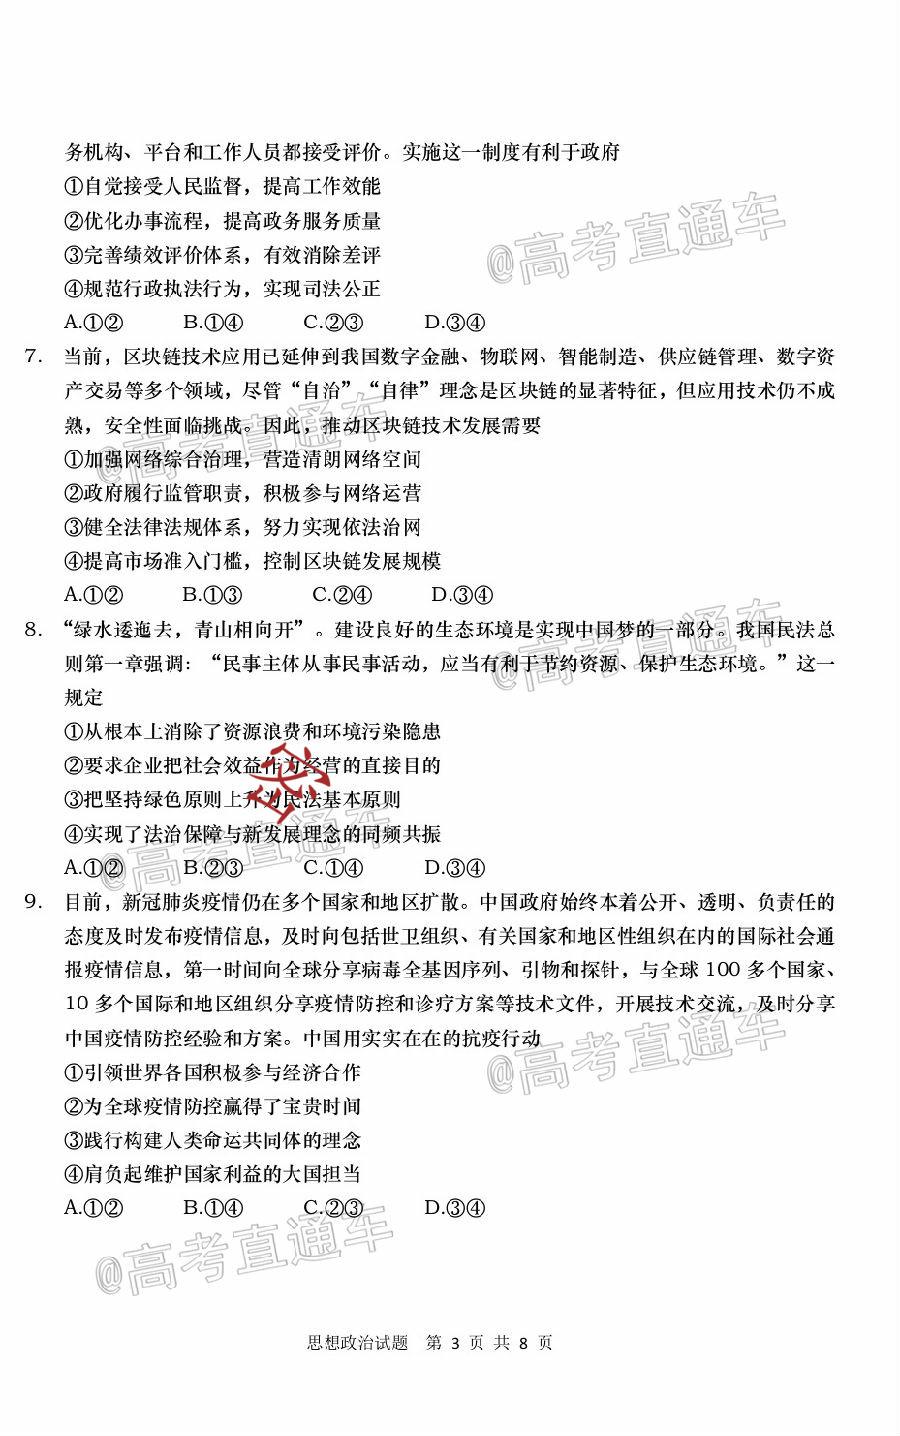 务机构、平台和工作人员都接受评价。实施这一制度有利于政府
①自觉接受人民监督，提高工作效能
②优化办事流程，提高政务服务质量
③完善绩效评价体系，有效消除差评
④规范行政执法行为，实现司法公正
A.①② B.①④ C.②③ D.③④
7. 当前，区块链技术应用已延伸到我国数字金融、物联网、智能制造、供应链管理、数字资
产交易等多个领域，尽管“自治”“自律”理念是区块链的显著特征，但应用技术仍不成
熟，安全性面临挑战。因此，推动区块链技术发展需要
①加强网络综合治理，营造清朗网络空间
②政府履行监管职责，积极参与网络运营
③健全法律法规体系，努力实现依法治网
④提高市场准入门槛，控制区块链发展规模
A.①② B.①③ C.②④ D.③④
8. “绿水逶迤去，青山相向开”。建设良好的生态环境是实现中国梦的一部分。我国民法总
则第一章强调：“民事主体从事民事活动，应当有利于节约资源、保护生态环境。”这一
规定
①从根本上消除了资源浪费和环境污染隐患
②要求企业把社会效益作为经营的直接目的
③把坚持绿色原则上升为民法基本原则
④实现了法治保障与新发展理念的同频共振
A.①② B.②③ C.①④ D.③④
9. 目前，新冠肺炎疫情仍在多个国家和地区扩散。中国政府始终本着公开、透明、负责任的
态度及时发布疫情信息，及时向包括世卫组织、有关国家和地区性组织在内的国际社会通
报疫情信息，第一时间向全球分享病毒全基因序列、引物和探针，与全球 100 多个国家、
10 多个国际和地区组织分享疫情防控和诊疗方案等技术文件，开展技术交流，及时分享
中国疫情防控经验和方案。中国用实实在在的抗疫行动
①引领世界各国积极参与经济合作
②为全球疫情防控赢得了宝贵时间
③践行构建人类命运共同体的理念
④肩负起维护国家利益的大国担当
A.①② B.①④ C.②③ D.③④
思想政治试题 第 3 页 共 8 页
@高考直通车
@高考直通车
@高考直通车
@高考直通车
@高考直通车
@高考直通车
密